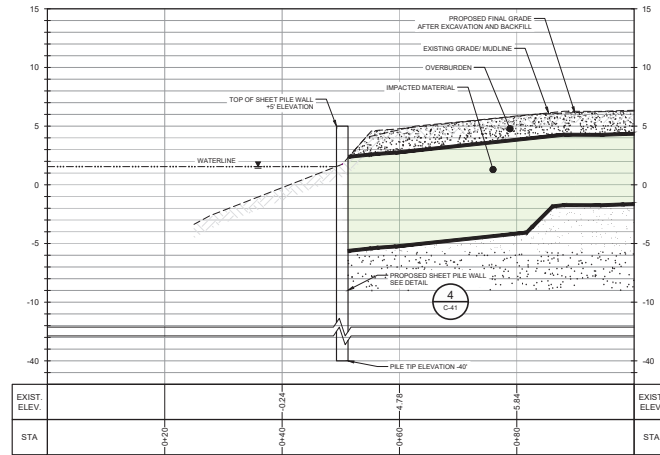 15
10
5
0
-5
-10
-40
15
10
5
0
-5
-10
-40
PROPOSED FINAL GRADE
AFTER EXCAVATION AND BACKFILL
EXISTING GRADE/ MUDLINE
OVERBURDEN
IMPACTED MATERIAL
TOP OF SHEET PILE WALL
+5' ELEVATION
WATERLINE
PROPOSED SHEET PILE WALL
SEE DETAIL
4
C-41
PILE TIP ELEVATION -40'
EXIST.
ELEV.
-0.24
4.78
5.84
EXIST
ELEV.
STA
0+20
0+40
0+60
0+80
STA